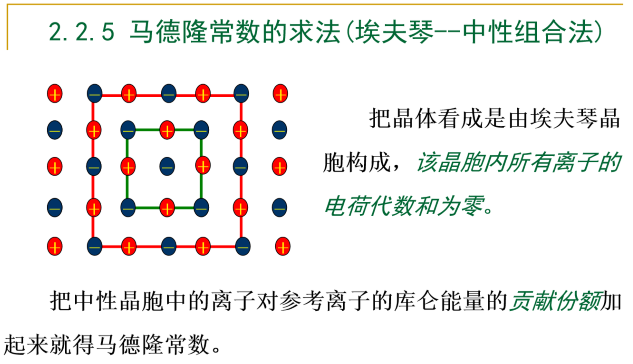 2.2.5 马德隆常数的求法(埃夫琴--中性组合法)
把晶体看成是由埃夫琴晶
胞构成，该晶胞内所有离子的
电荷代数和为零。
把中性晶胞中的离子对参考离子的库仑能量的贡献份额加
起来就得马德隆常数。